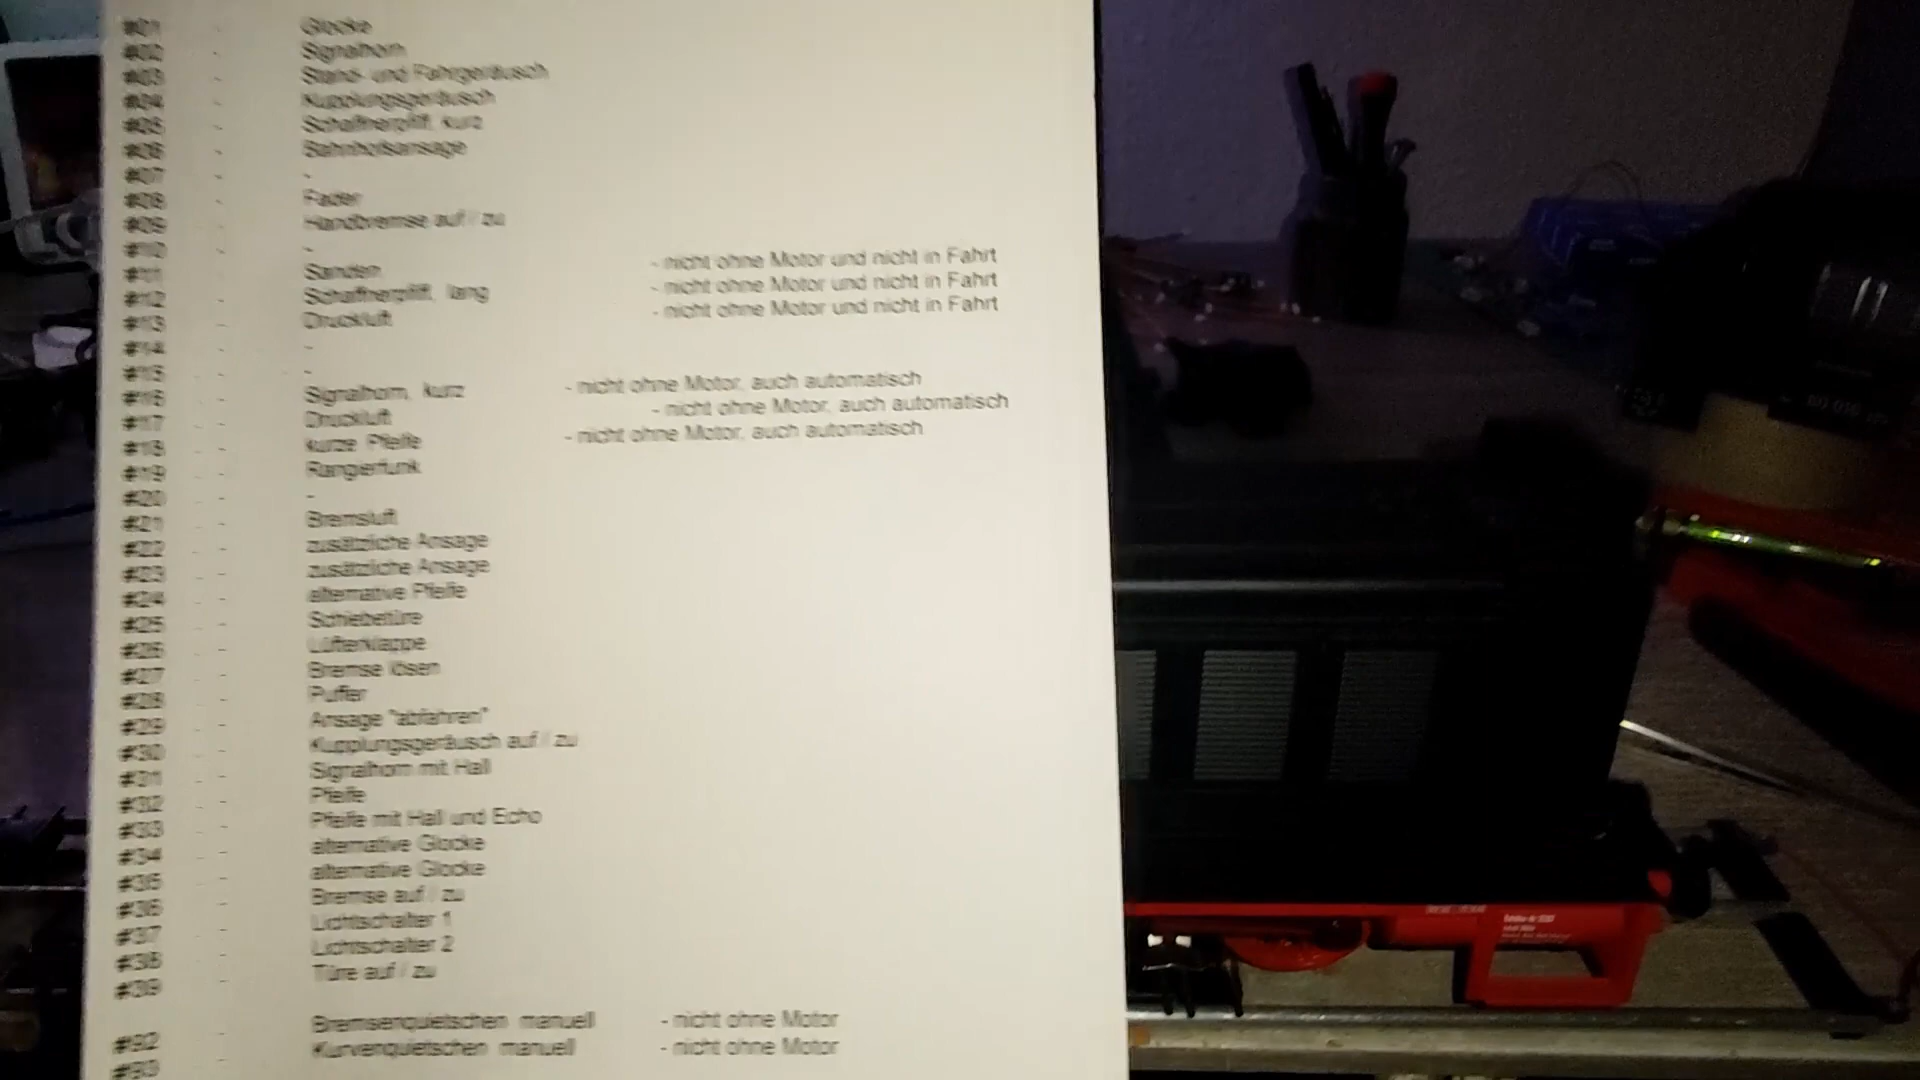 #01 - Glocke
#02 - Signalhorn
#03 - Stand- und Fahrgeräusch
#04 - Kupplungsgeräusch
#05 - Schaffnerpfiff, kurz
#06 - Bahnhofsansage
#07 - -
#08 - Fader
#09 - Handbremse auf / zu
#10 - -
#11 - Sanden - nicht ohne Motor und nicht in Fahrt
#12 - Schaffnerpfiff, lang - nicht ohne Motor und nicht in Fahrt
#13 - Druckluft - nicht ohne Motor und nicht in Fahrt
#14 - -
#15 - -
#16 - Signalhorn, kurz - nicht ohne Motor, auch automatisch
#17 - Druckluft - nicht ohne Motor, auch automatisch
#18 - kurze Pfeife - nicht ohne Motor, auch automatisch
#19 - Rangierfunk
#20 - -
#21 - Bremsluft
#22 - zusätzliche Ansage
#23 - zusätzliche Ansage
#24 - alternative Pfeife
#25 - Schiebetüre
#26 - Lüfterklappe
#27 - Bremse lösen
#28 - Puffer
#29 - Ansage "abfahren"
#30 - Kupplungsgeräusch auf / zu
#31 - Signalhorn mit Hall
#32 - Pfeife
#33 - Pfeife mit Hall und Echo
#34 - alternative Glocke
#35 - alternative Glocke
#36 - Bremse auf / zu
#37 - Lichtschalter 1
#38 - Lichtschalter 2
#39 - Türe auf / zu
#92 - Bremsenquietschen manuell - nicht ohne Motor
#93 - Kurvenquietschen manuell - nicht ohne Motor